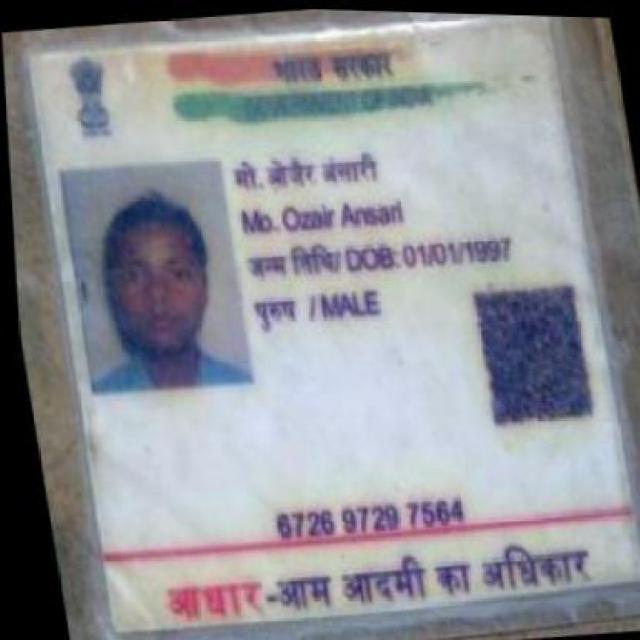 भारत सरकार
GOVERNMENT OF INDIA
मो. ओजैर अंसारी
Mo. Ozair Ansari
जन्म तिथि/ DOB: 01/01/1997
पुरुष / MALE
6726 9729 7564
आधार-आम आदमी का अधिकार